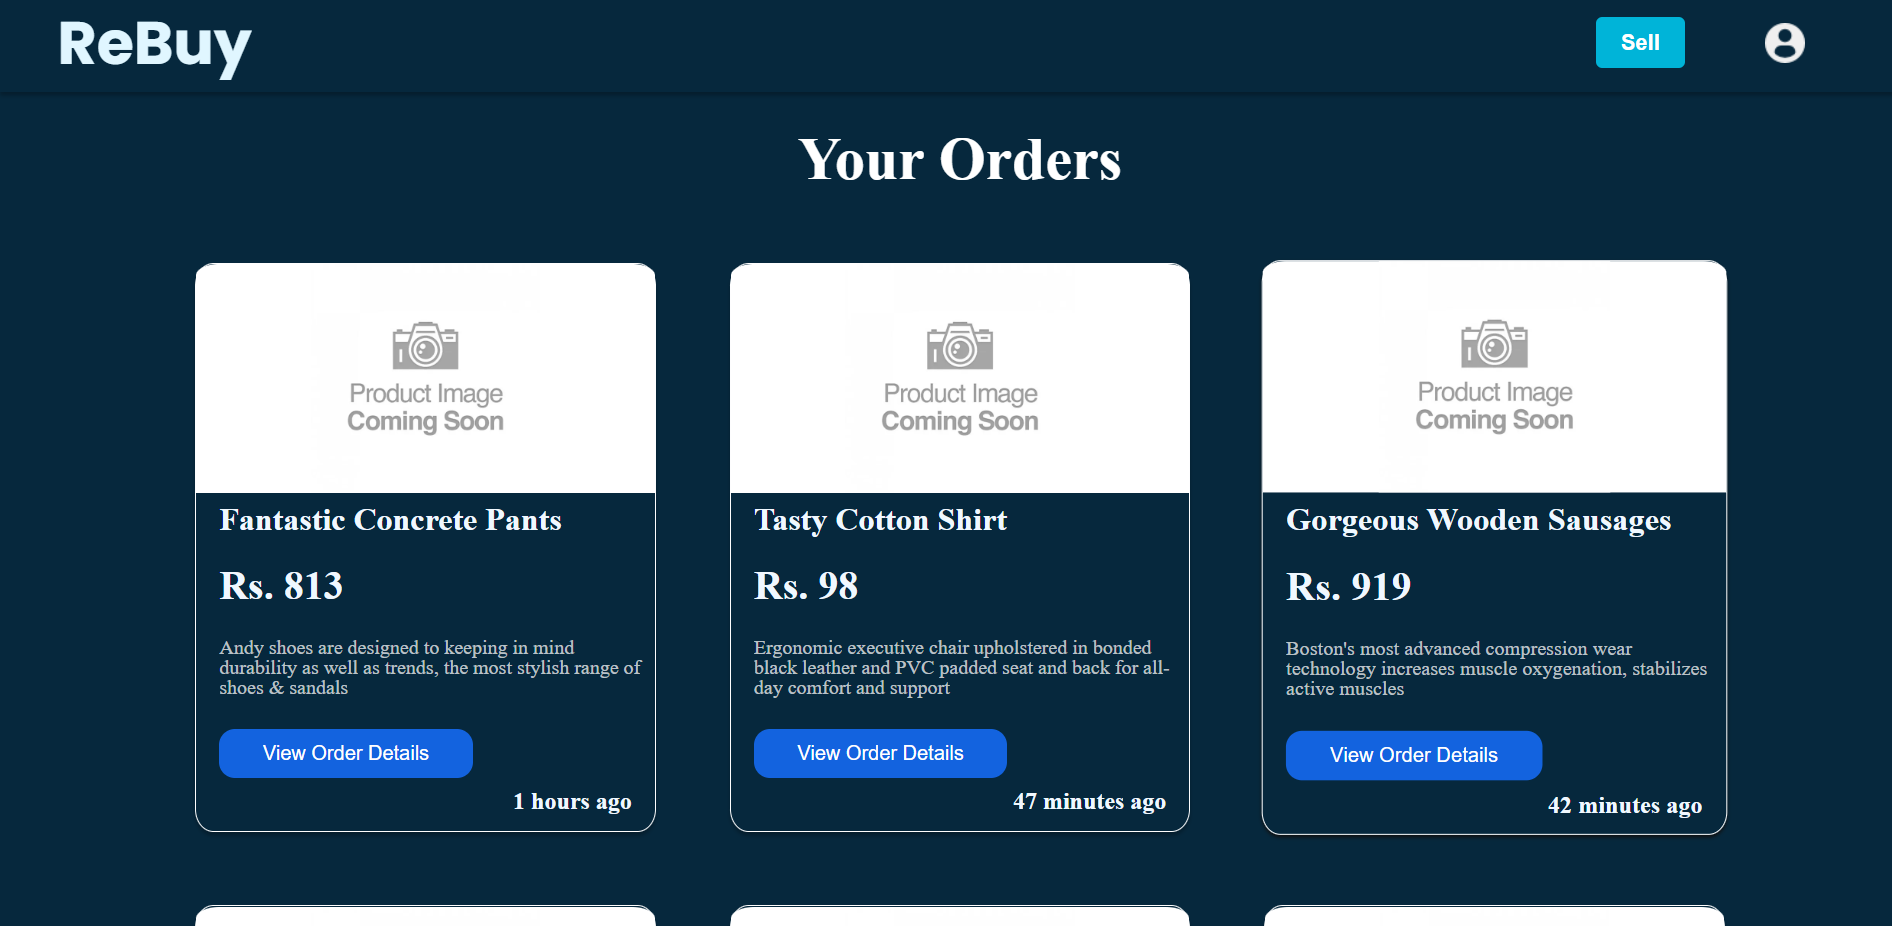 ReBuy
Sell
Your Orders
Product Image
Coming Soon
Fantastic Concrete Pants
Rs. 813
Andy shoes are designed to keeping in mind
durability as well as trends, the most stylish range of
shoes & sandals
View Order Details
1 hours ago
Product Image
Coming Soon
Tasty Cotton Shirt
Rs. 98
Ergonomic executive chair upholstered in bonded
black leather and PVC padded seat and back for all-
day comfort and support
View Order Details
47 minutes ago
Product Image
Coming Soon
Gorgeous Wooden Sausages
Rs. 919
Boston's most advanced compression wear
technology increases muscle oxygenation, stabilizes
active muscles
View Order Details
42 minutes ago